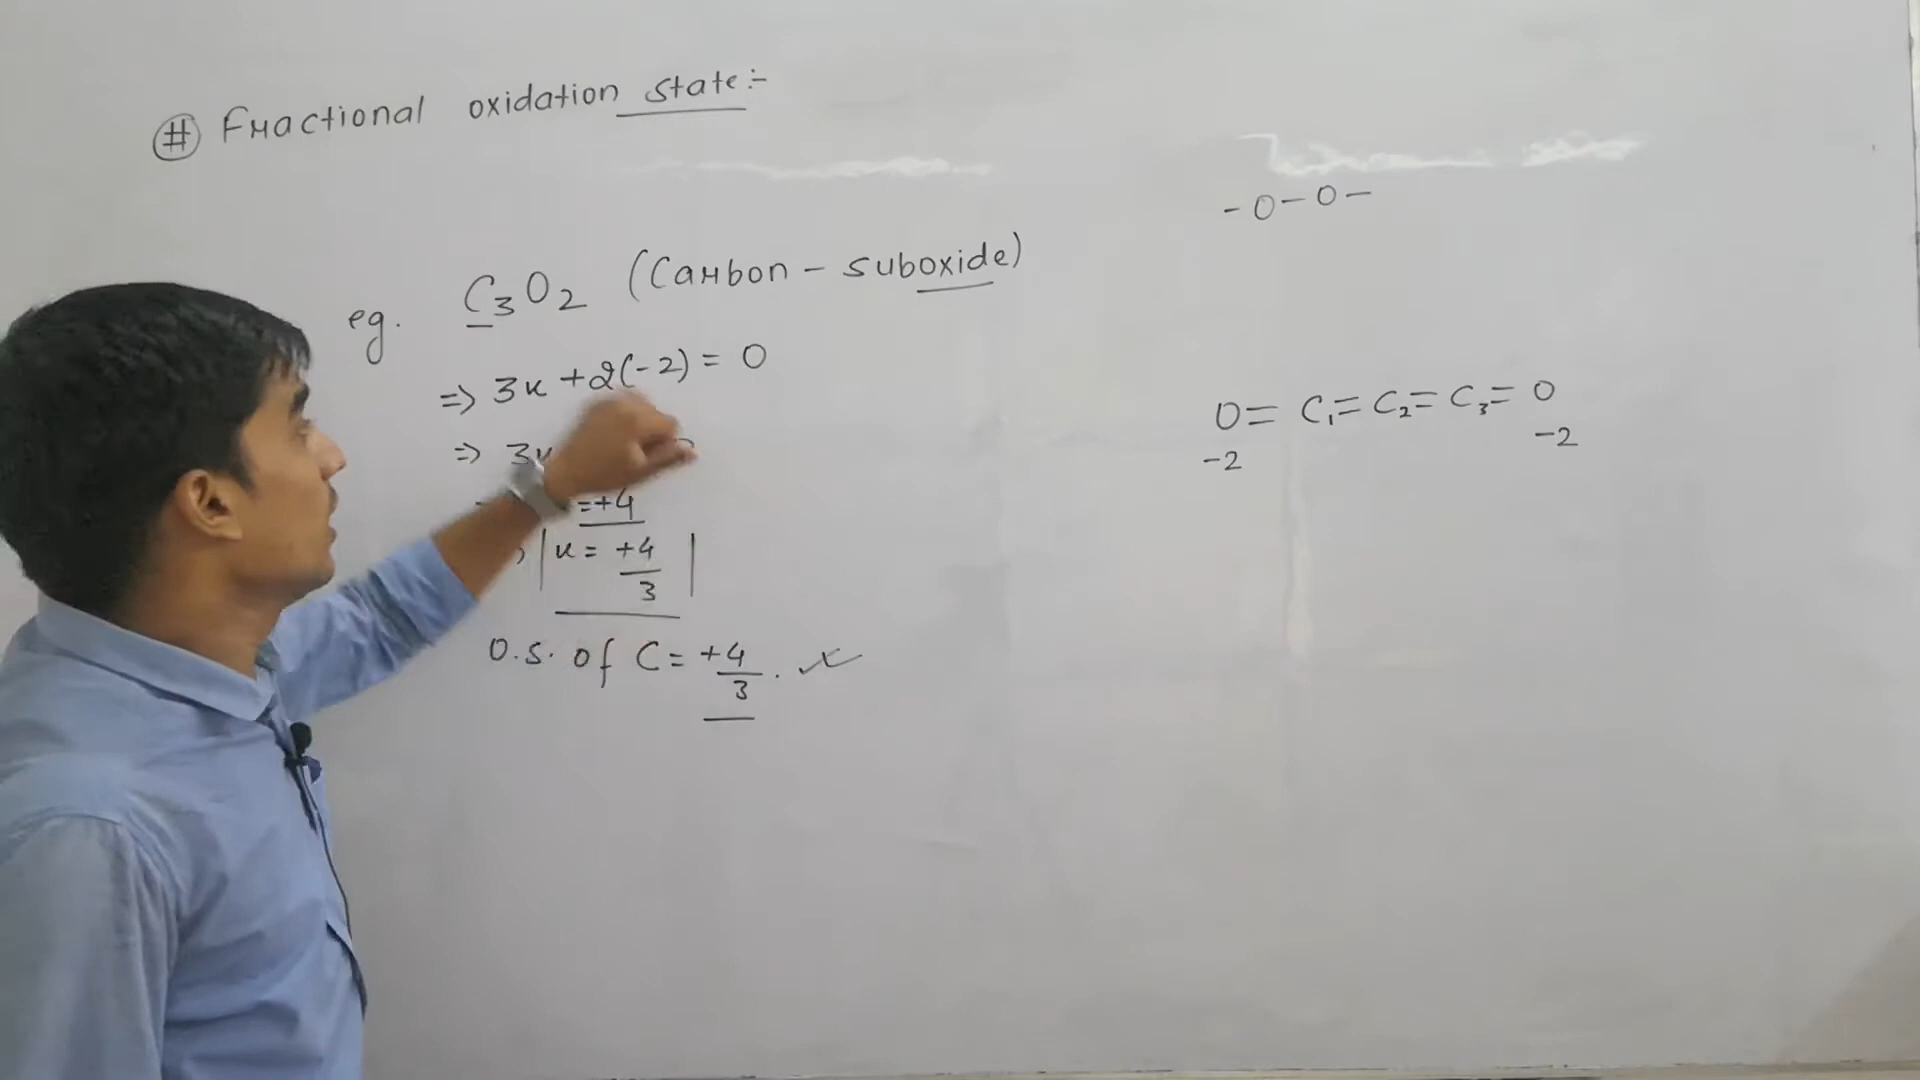 # Fractional oxidation state:-
-O-O-
eg. C3O2 (Carbon - suboxide)
=> 3x +2(-2) = 0
O= C1= C2= C3= O
-2 -2
=> 3x
=+4
x= +4/3
O.S. of C= +4/3.